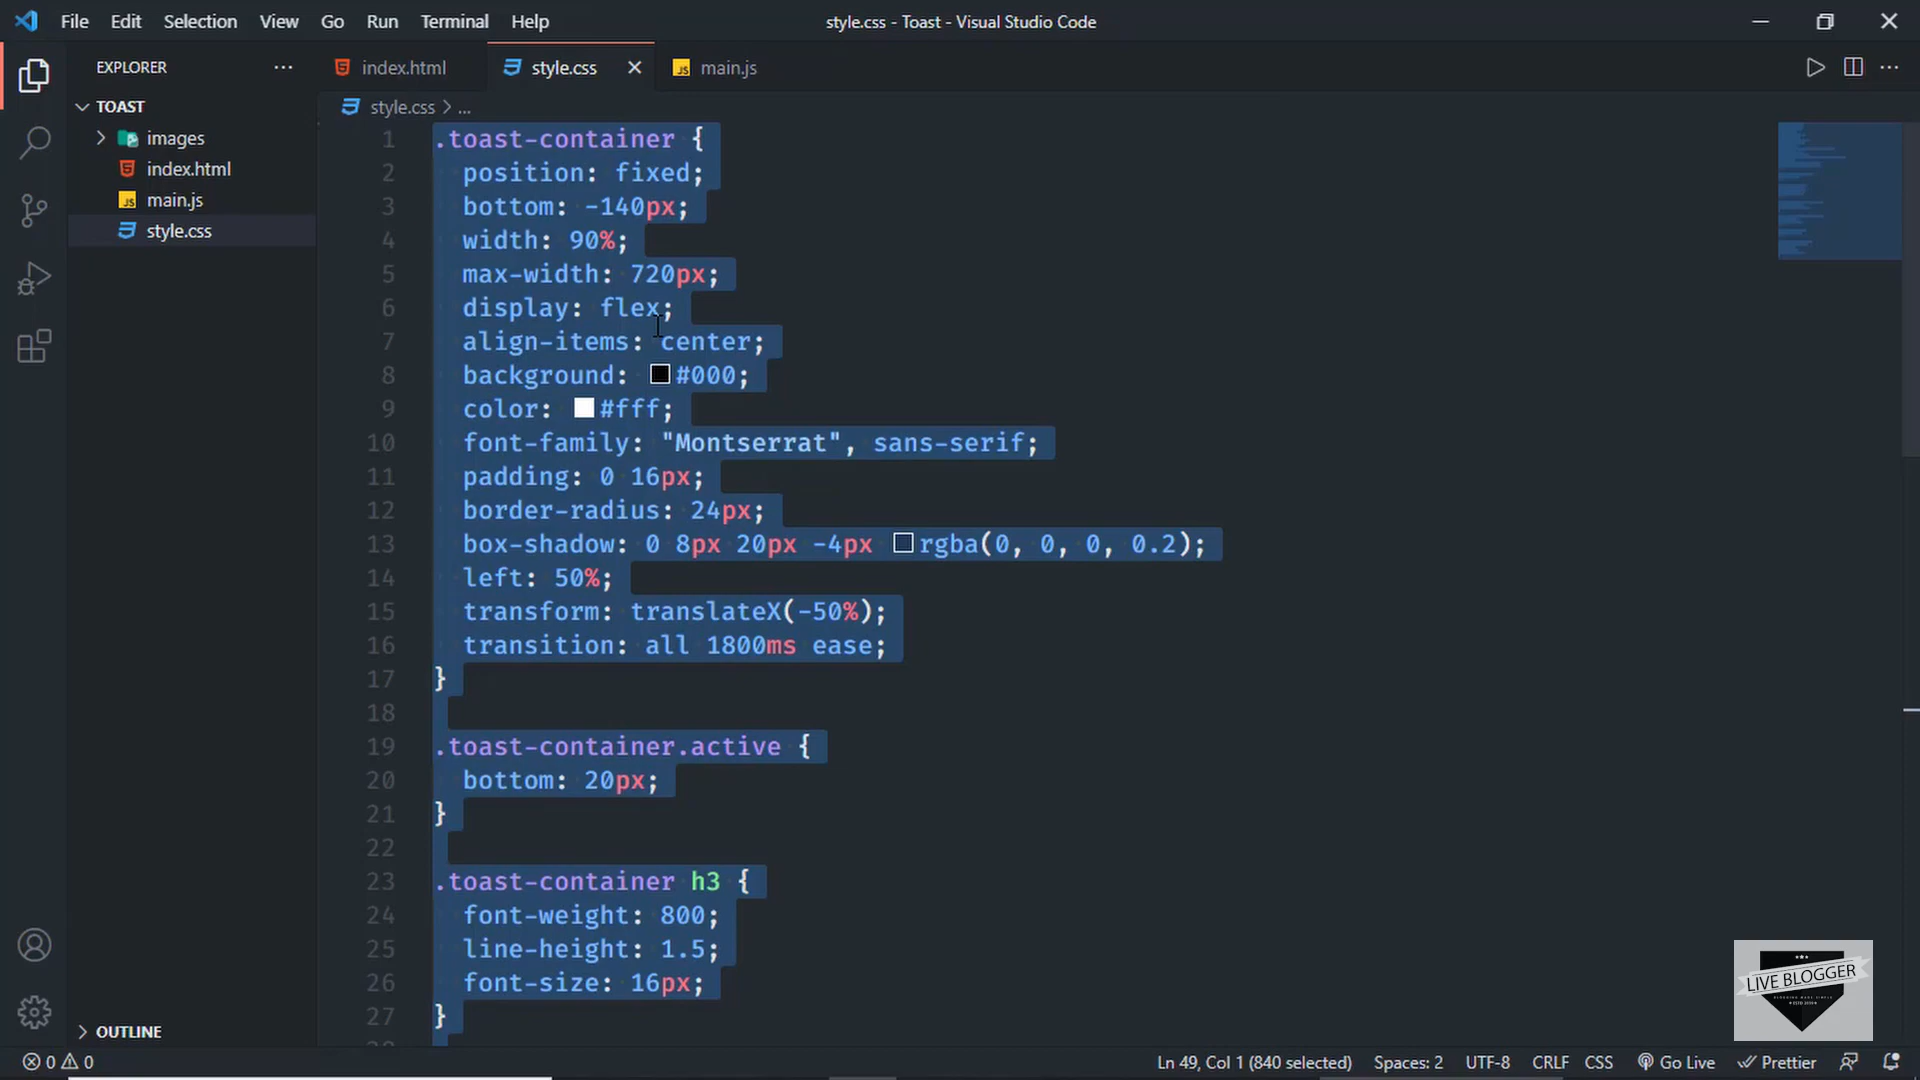 File Edit Selection View Go Run Terminal Help
style.css - Toast - Visual Studio Code
EXPLORER
TOAST
images
index.html
main.js
style.css
OUTLINE
index.html
style.css
main.js
style.css > ...
1 .toast-container {
2 position: fixed;
3 bottom: -140px;
4 width: 90%;
5 max-width: 720px;
6 display: flex;
7 align-items: center;
8 background: #000;
9 color: #fff;
10 font-family: "Montserrat", sans-serif;
11 padding: 0 16px;
12 border-radius: 24px;
13 box-shadow: 0 8px 20px -4px rgba(0, 0, 0, 0.2);
14 left: 50%;
15 transform: translateX(-50%);
16 transition: all 1800ms ease;
17 }
18
19 .toast-container.active {
20 bottom: 20px;
21 }
22
23 .toast-container h3 {
24 font-weight: 800;
25 line-height: 1.5;
26 font-size: 16px;
27 }
LIVE BLOGGER
0 0
Ln 49, Col 1 (840 selected) Spaces: 2 UTF-8 CRLF CSS Go Live Prettier